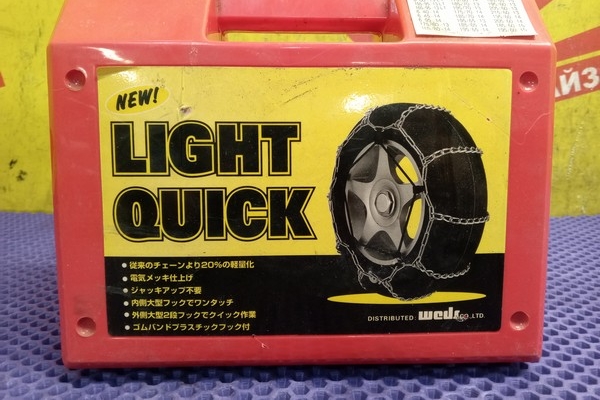 NEW!
LIGHT
QUICK
●従来のチェーンより20%の軽量化
●電気メッキ仕上げ
●ジャッキアップ不要
●内側大型フックでワンタッチ
●外側大型2段フックでクイック作業
●ゴムバンドプラスチックフック付
DISTRIBUTED: weds CO.,LTD.
АЙЗ